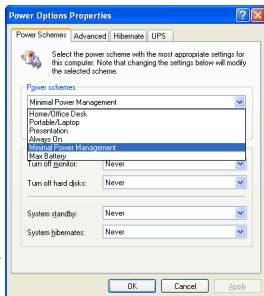 Power Options Properties
Power Schemes Advanced Hibernate UPS
Select the power scheme with the most appropriate settings for
this computer. Note that changing the settings below will modify
the selected scheme.
Power schemes
Minimal Power Management
Home/Office Desk
Portable/Laptop
Presentation
Always On
Minimal Power Management
Max Battery
Turn off monitor: Never
Turn off hard disks: Never
System standby: Never
System hibernates: Never
OK Cancel Apply